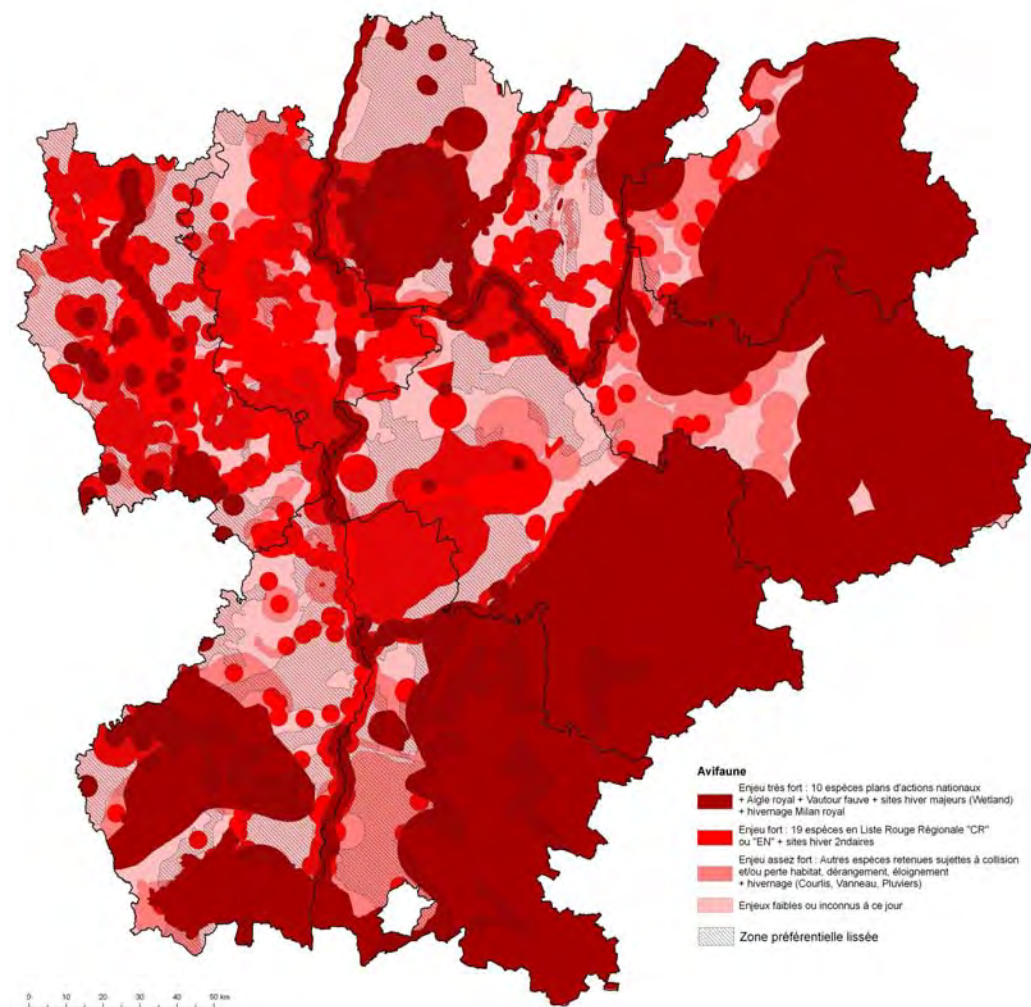 Avifaune
Enjeu très fort : 10 espèces plans d'actions nationaux
+ Aigle royal + Vautour fauve + sites hiver majeurs (Wetland)
+ hivernage Milan royal
Enjeu fort : 19 espèces en Liste Rouge Régionale "CR"
ou "EN" + sites hiver 2ndaires
Enjeu assez fort : Autres espèces retenues sujettes à collision
et/ou perte habitat, dérangement, éloignement
+ hivernage (Courlis, Vanneau, Pluviers)
Enjeux faibles ou inconnus à ce jour
Zone préférentielle lissée
0 10 20 30 40 50 km